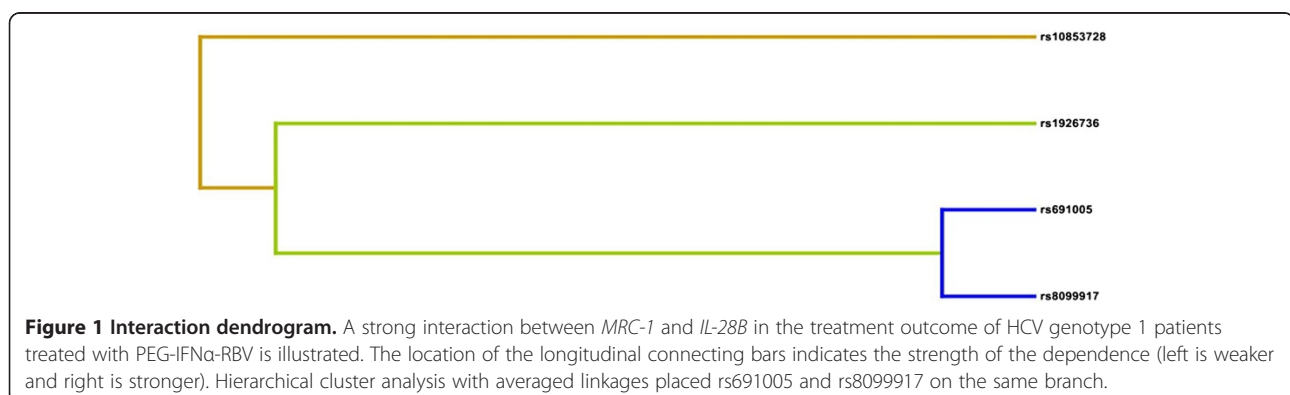 rs10853728
rs1926736
rs691005
rs8099917
Figure 1 Interaction dendrogram. A strong interaction between MRC-1 and IL-28B in the treatment outcome of HCV genotype 1 patients
treated with PEG-IFNα-RBV is illustrated. The location of the longitudinal connecting bars indicates the strength of the dependence (left is weaker
and right is stronger). Hierarchical cluster analysis with averaged linkages placed rs691005 and rs8099917 on the same branch.